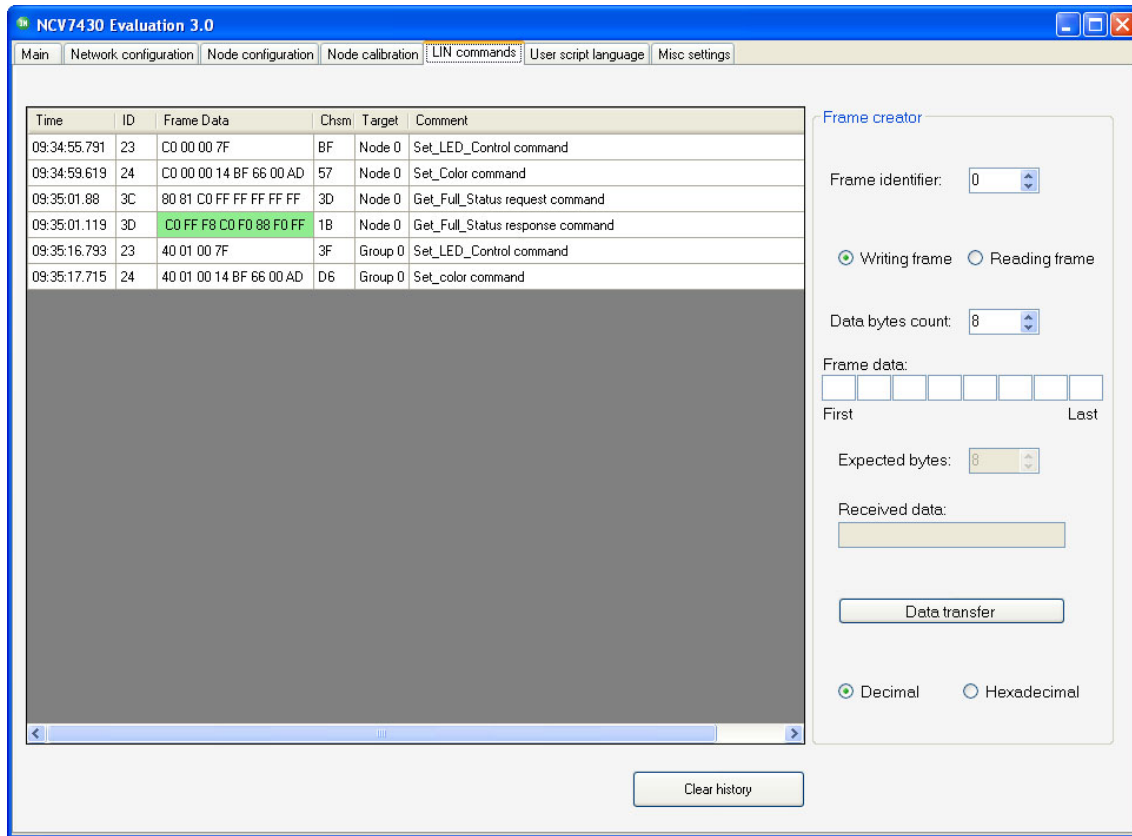 NCV7430 Evaluation 3.0
Main Network configuration Node configuration Node calibration LIN commands User script language Misc settings
Time ID Frame Data Chsm Target Comment
09:34:55.791 23 C0 00 00 7F BF Node 0 Set_LED_Control command
09:34:59.619 24 C0 00 00 14 BF 66 00 AD 57 Node 0 Set_Color command
09:35:01.88 3C 80 81 C0 FF FF FF FF FF 3D Node 0 Get_Full_Status request command
09:35:01.119 3D C0 FF F8 C0 F0 88 F0 FF 1B Node 0 Get_Full_Status response command
09:35:16.793 23 40 01 00 7F 3F Group 0 Set_LED_Control command
09:35:17.715 24 40 01 00 14 BF 66 00 AD D6 Group 0 Set_color command
Frame creator
Frame identifier: 0
Writing frame Reading frame
Data bytes count: 8
Frame data:
First Last
Expected bytes: 8
Received data:
Data transfer
Decimal Hexadecimal
Clear history